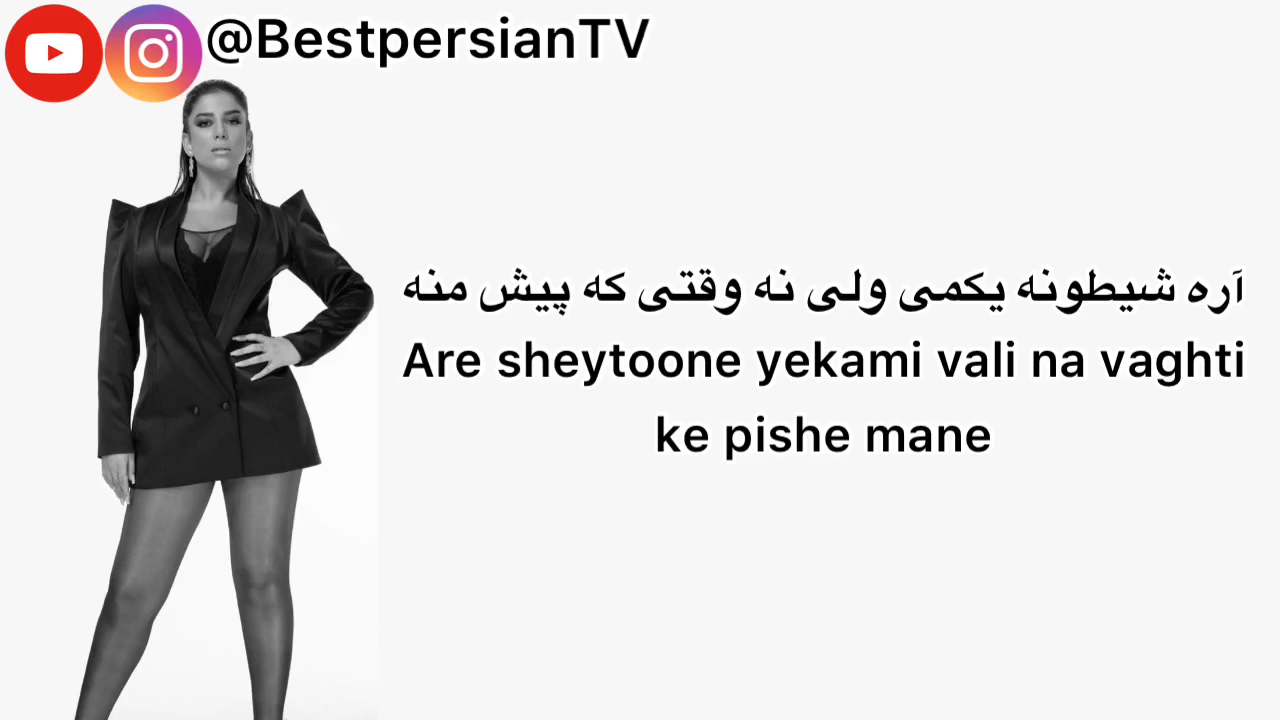 @BestpersianTV
آره شیطونه یکمی ولی نه وقتی که پیش منه
Are sheytoone yekami vali na vaghti
ke pishe mane